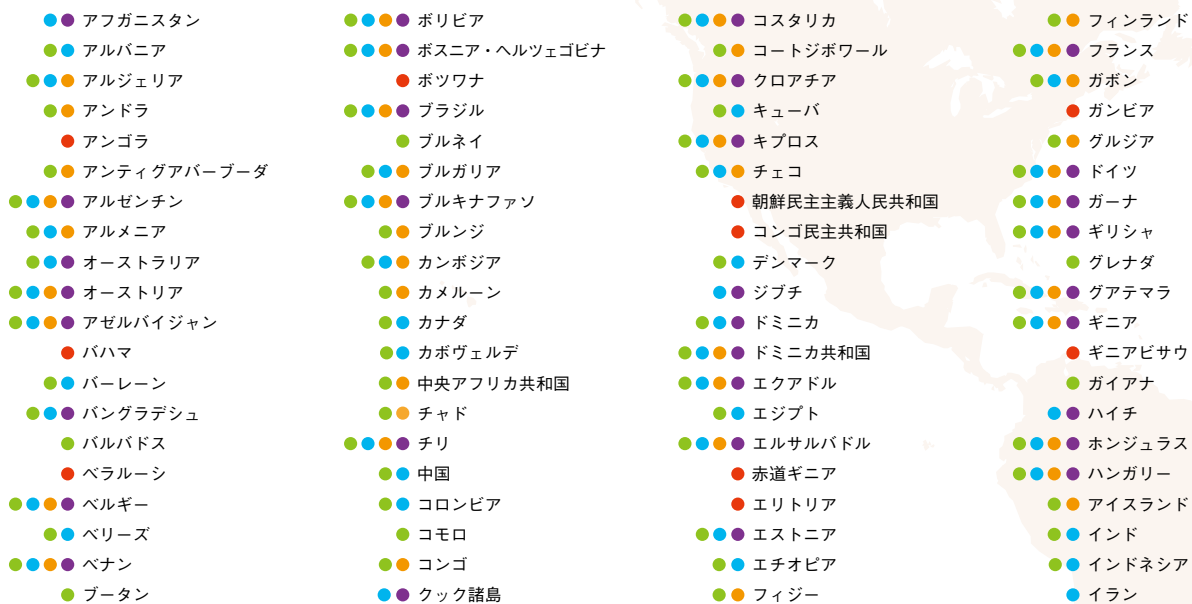 アフガニスタン
アルバニア
アルジェリア
アンドラ
アンゴラ
アンティグアバーブーダ
アルゼンチン
アルメニア
オーストラリア
オーストリア
アゼルバイジャン
バハマ
バーレーン
バングラデシュ
バルバドス
ベラルーシ
ベルギー
ベリーズ
ベナン
ブータン
ボリビア
ボスニア・ヘルツェゴビナ
ボツワナ
ブラジル
ブルネイ
ブルガリア
ブルキナファソ
ブルンジ
カンボジア
カメルーン
カナダ
カボヴェルデ
中央アフリカ共和国
チャド
チリ
中国
コロンビア
コモロ
コンゴ
クック諸島
コスタリカ
コートジボワール
クロアチア
キューバ
キプロス
チェコ
朝鮮民主主義人民共和国
コンゴ民主共和国
デンマーク
ジブチ
ドミニカ
ドミニカ共和国
エクアドル
エジプト
エルサルバドル
赤道ギニア
エリトリア
エストニア
エチオピア
フィジー
フィンランド
フランス
ガボン
ガンビア
グルジア
ドイツ
ガーナ
ギリシャ
グレナダ
グアテマラ
ギニア
ギニアビサウ
ガイアナ
ハイチ
ホンジュラス
ハンガリー
アイスランド
インド
インドネシア
イラン